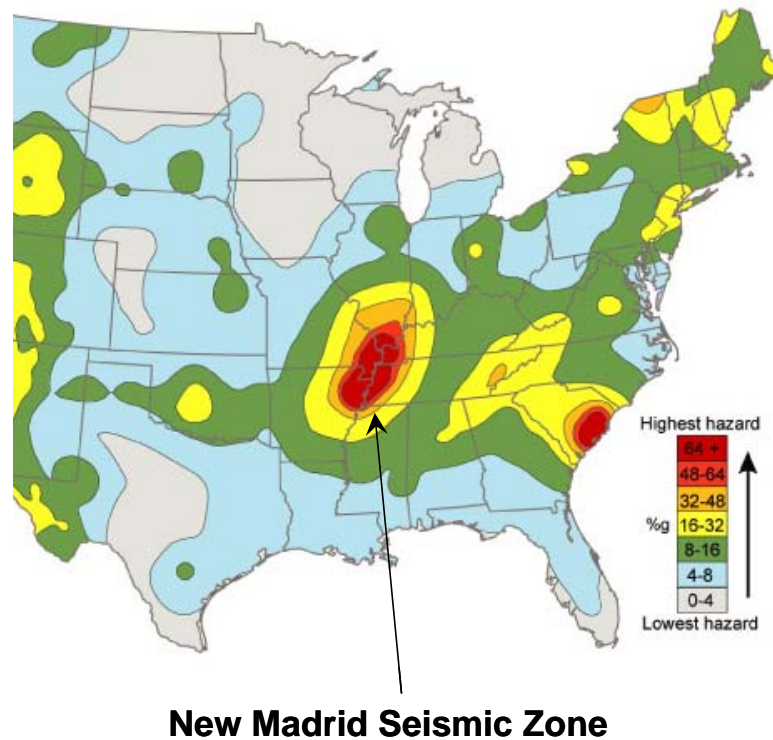 Highest hazard
64 +
48-64
32-48
%g 16-32
8-16
4-8
0-4
Lowest hazard
New Madrid Seismic Zone